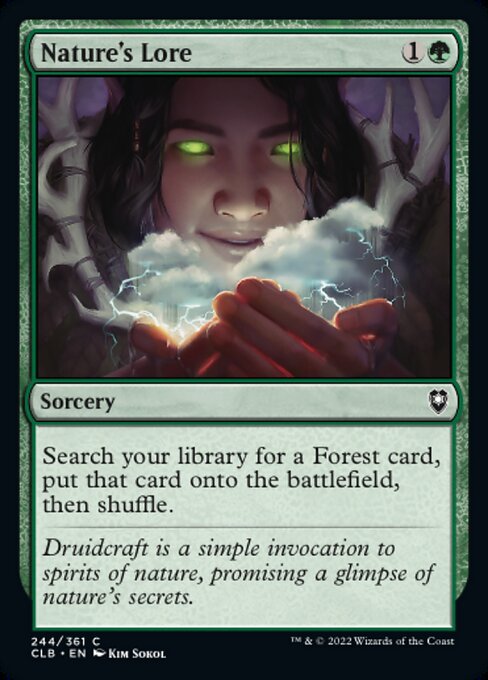 Nature's Lore 1
Sorcery
Search your library for a Forest card,
put that card onto the battlefield,
then shuffle.
Druidcraft is a simple invocation to
spirits of nature, promising a glimpse of
nature's secrets.
244/361 C
CLB • EN Kim Sokol
™ & © 2022 Wizards of the Coast